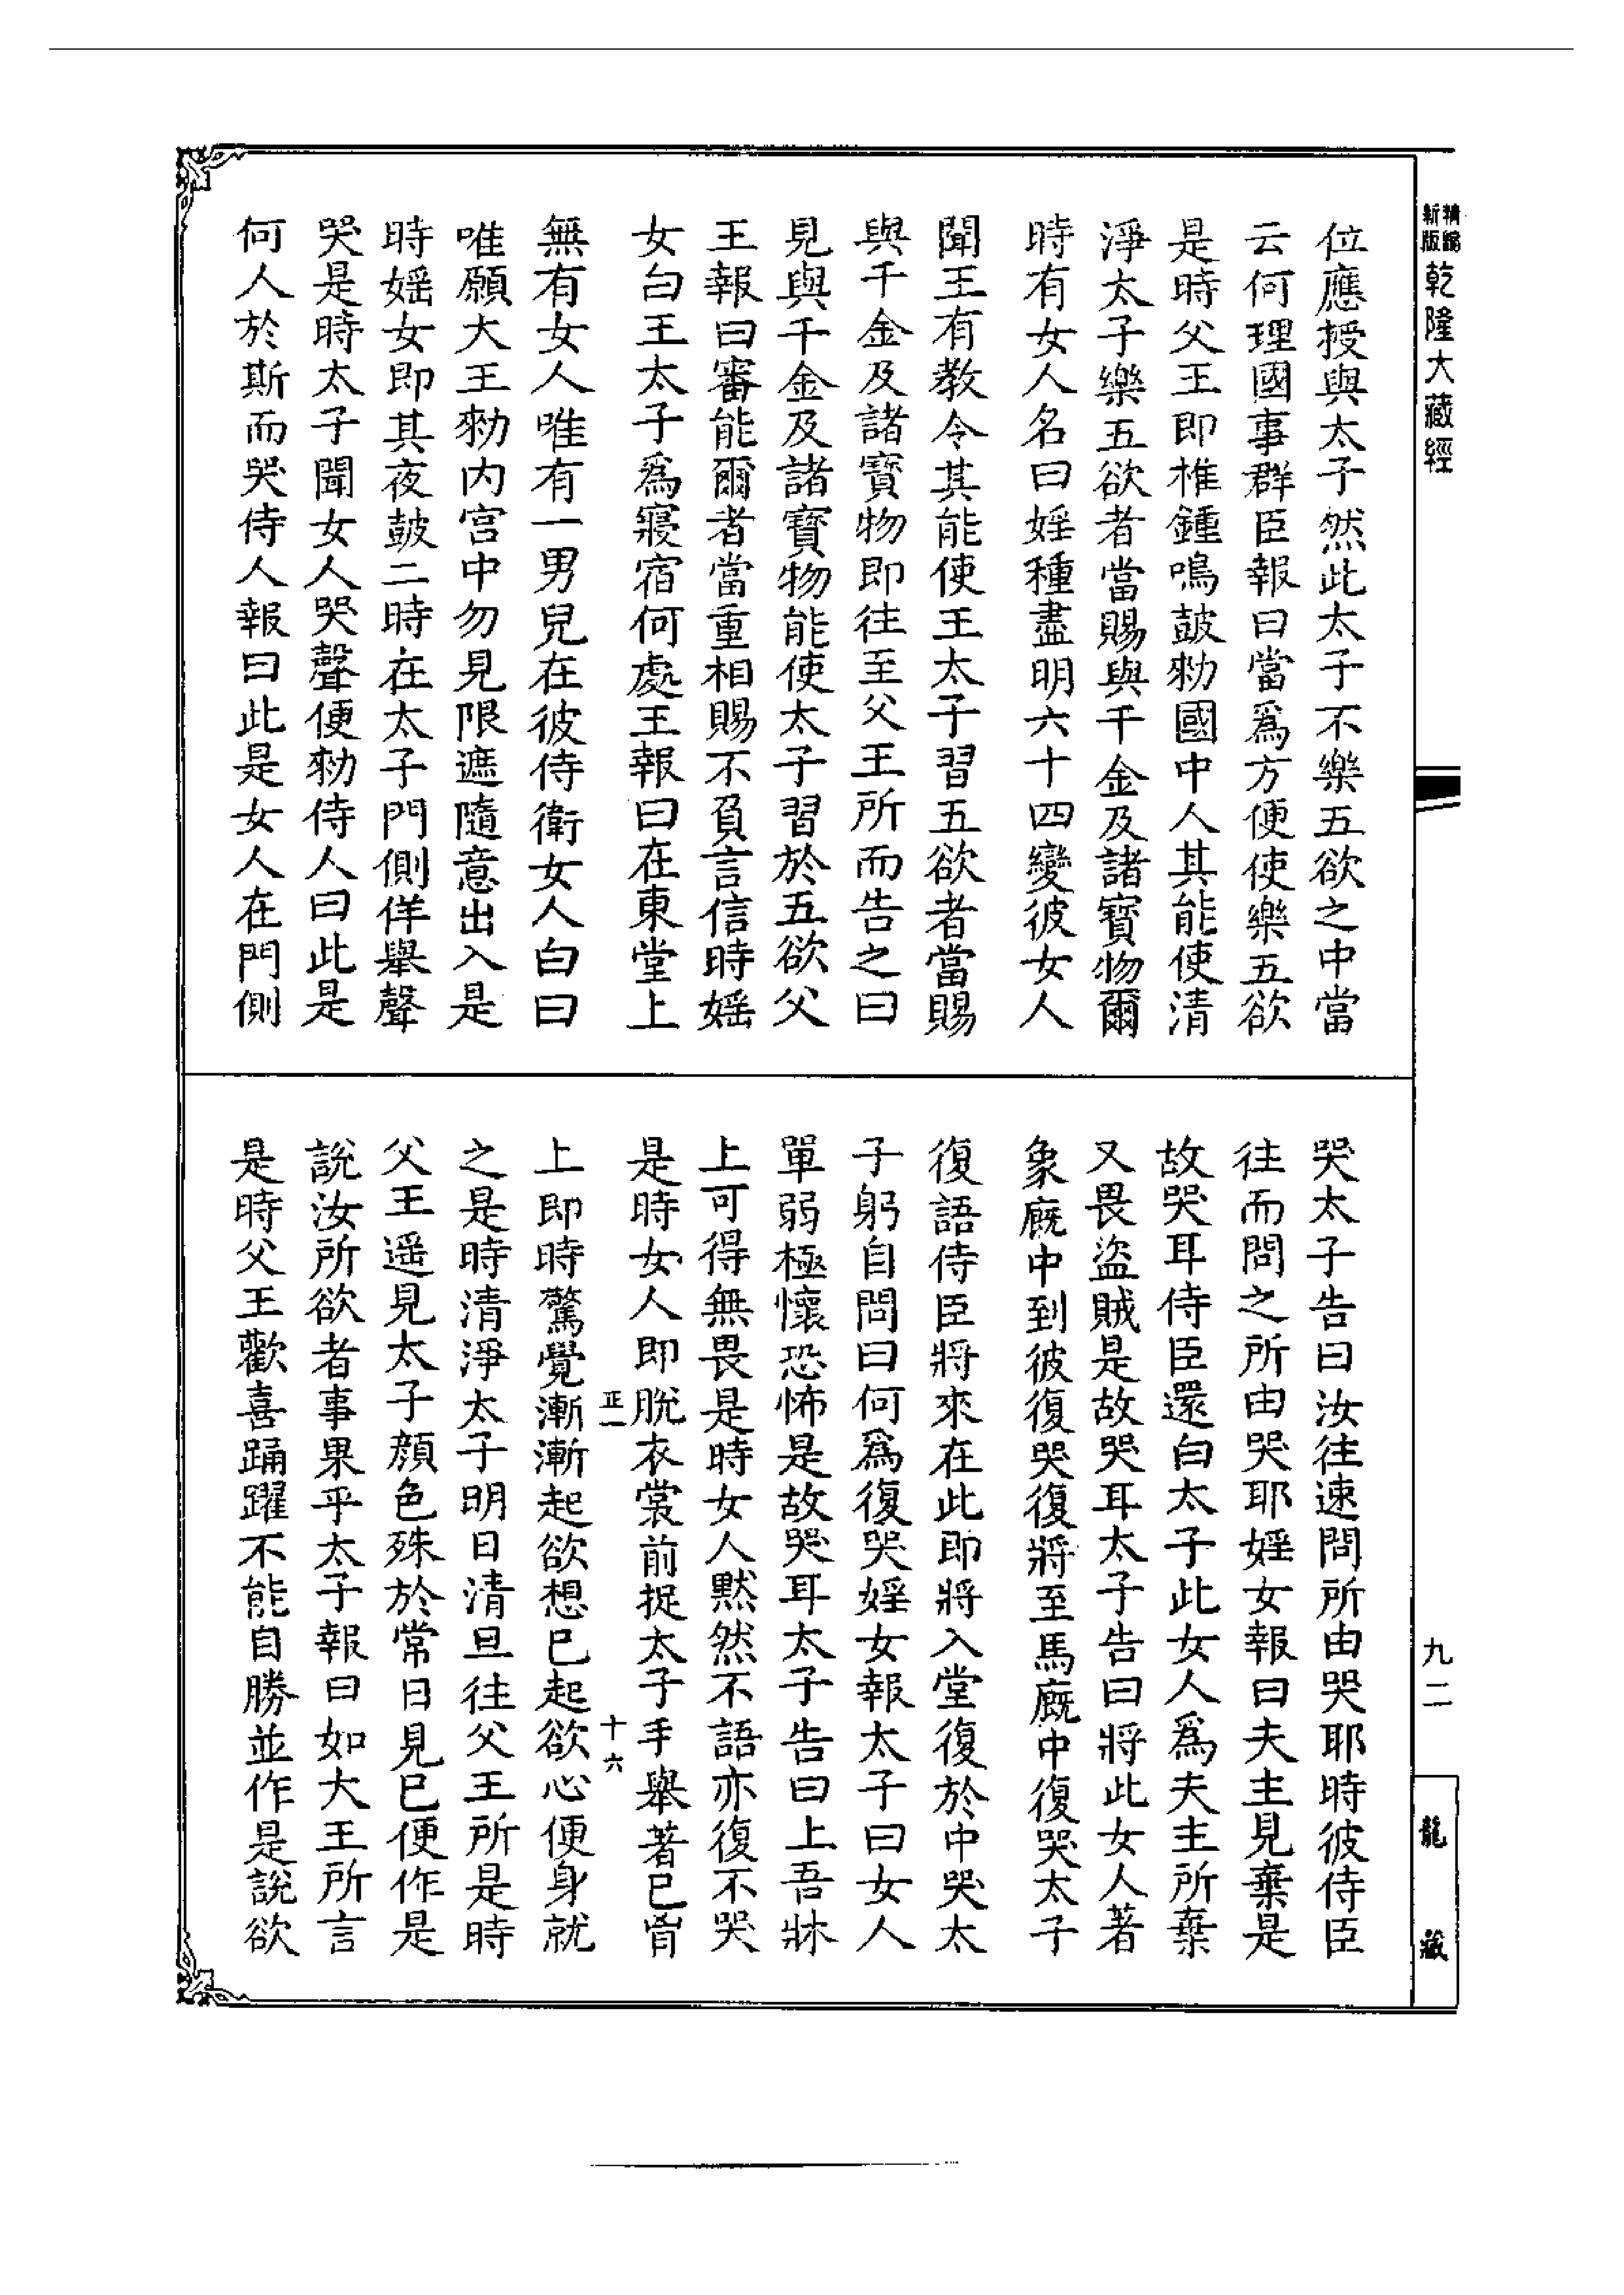 新版精編乾隆大藏經
位應授與太子然此太子不樂五欲之中當
云何理國事群臣報曰當爲方便使樂五欲
是時父王即椎鍾鳴鼓勑國中人其能使清
淨太子樂五欲者當賜與千金及諸寶物爾
時有女人名曰婬種盡明六十四變彼女人
聞王有教令其能使王太子習五欲者當賜
與千金及諸寶物即往至父王所而告之曰
見與千金及諸寶物能使太子習於五欲父
王報曰審能爾者當重相賜不負言信時婬
女白王太子爲寢宿何處王報曰在東堂上
無有女人唯有一男兒在彼侍衛女人白曰
唯願大王勑内宮中勿見限遮隨意出入是
時婬女即其夜鼓二時在太子門側佯舉聲
哭是時太子聞女人哭聲便勑侍人曰此是
何人於斯而哭侍人報曰此是女人在門側
哭太子告曰汝往速問所由哭耶時彼侍臣
往而問之所由哭耶婬女報曰夫主見棄是
故哭耳侍臣還白太子此女人爲夫主所棄
又畏盜賊是故哭耳太子告曰將此女人著
象廐中到彼復哭復將至馬廐中復哭太子
復語侍臣將來在此即將入堂復於中哭太
子躬自問曰何爲復哭婬女報太子曰女人
單弱極懷恐怖是故哭耳太子告曰上吾牀
上可得無畏是時女人默然不語亦復不哭
是時女人即脫衣裳前捉太子手舉著已胷
正一 十六
上即時驚覺漸漸起欲想已起欲心便身就
之是時清淨太子明日清旦往父王所是時
父王遥見太子顔色殊於常日見已便作是
說汝所欲者事果乎太子報曰如大王所言
是時父王歡喜踊躍不能自勝並作是說欲
九二
龍藏